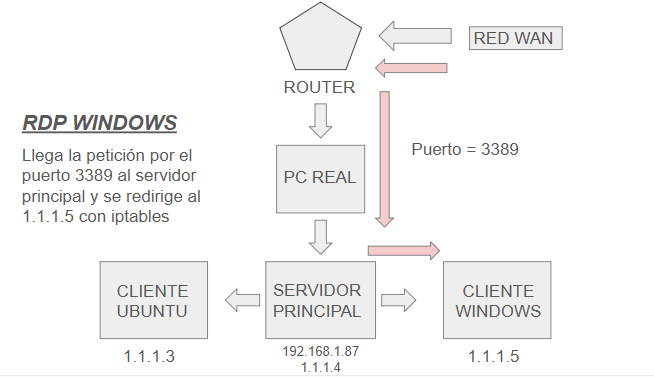 RED WAN
ROUTER
RDP WINDOWS
Llega la petición por el
puerto 3389 al servidor
principal y se redirige al
1.1.1.5 con iptables
Puerto = 3389
PC REAL
CLIENTE
UBUNTU
SERVIDOR
PRINCIPAL
CLIENTE
WINDOWS
1.1.1.3
192.168.1.87
1.1.1.4
1.1.1.5